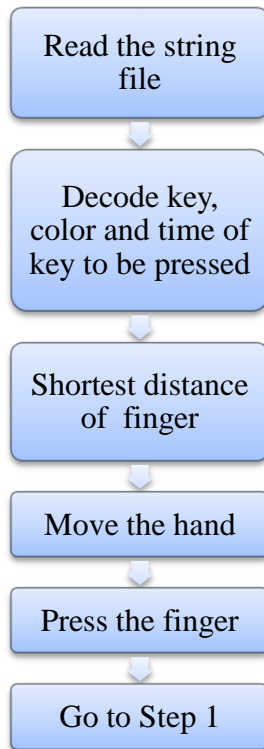 Read the string
file
Decode key,
color and time of
key to be pressed
Shortest distance
of finger
Move the hand
Press the finger
Go to Step 1